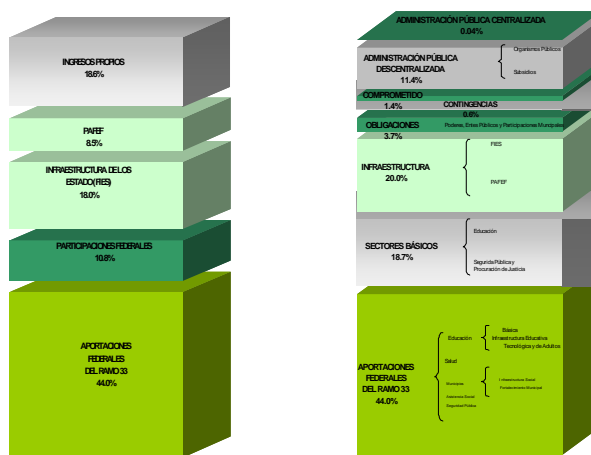 INGRESOS PROPIOS
18.6%
PAFEF
8.5%
INFRAESTRUCTURA DE LOS
ESTADO(FIES)
18.0%
PARTICIPACIONES FEDERALES
10.8%
APORTACIONES
FEDERALES
DEL RAMO 33
44.0%
ADMINISTRACIÓN PÚBLICA CENTRALIZADA
0.04%
ADMINISTRACIÓN PÚBLICA
DESCENTRALIZADA
11.4%
Organismos Públicos
Subsidios
COMPROMETIDO
1.4%
CONTINGENCIAS
0.6%
OBLIGACIONES
3.7%
Poderes, Entes Públicos y Participaciones Municipales
INFRAESTRUCTURA
20.0%
FIES
PAFEF
SECTORES BÁSICOS
18.7%
Educación
Segurida Pública y
Procuración de Justicia
APORTACIONES
FEDERALES
DEL RAMO 33
44.0%
Educación
Básica
Infraestructura Educativa
Tecnológica y de Adultos
Salud
Municipios
Infraestructura Social
Fortalecimiento Municipal
Asistencia Social
Seguridad Pública